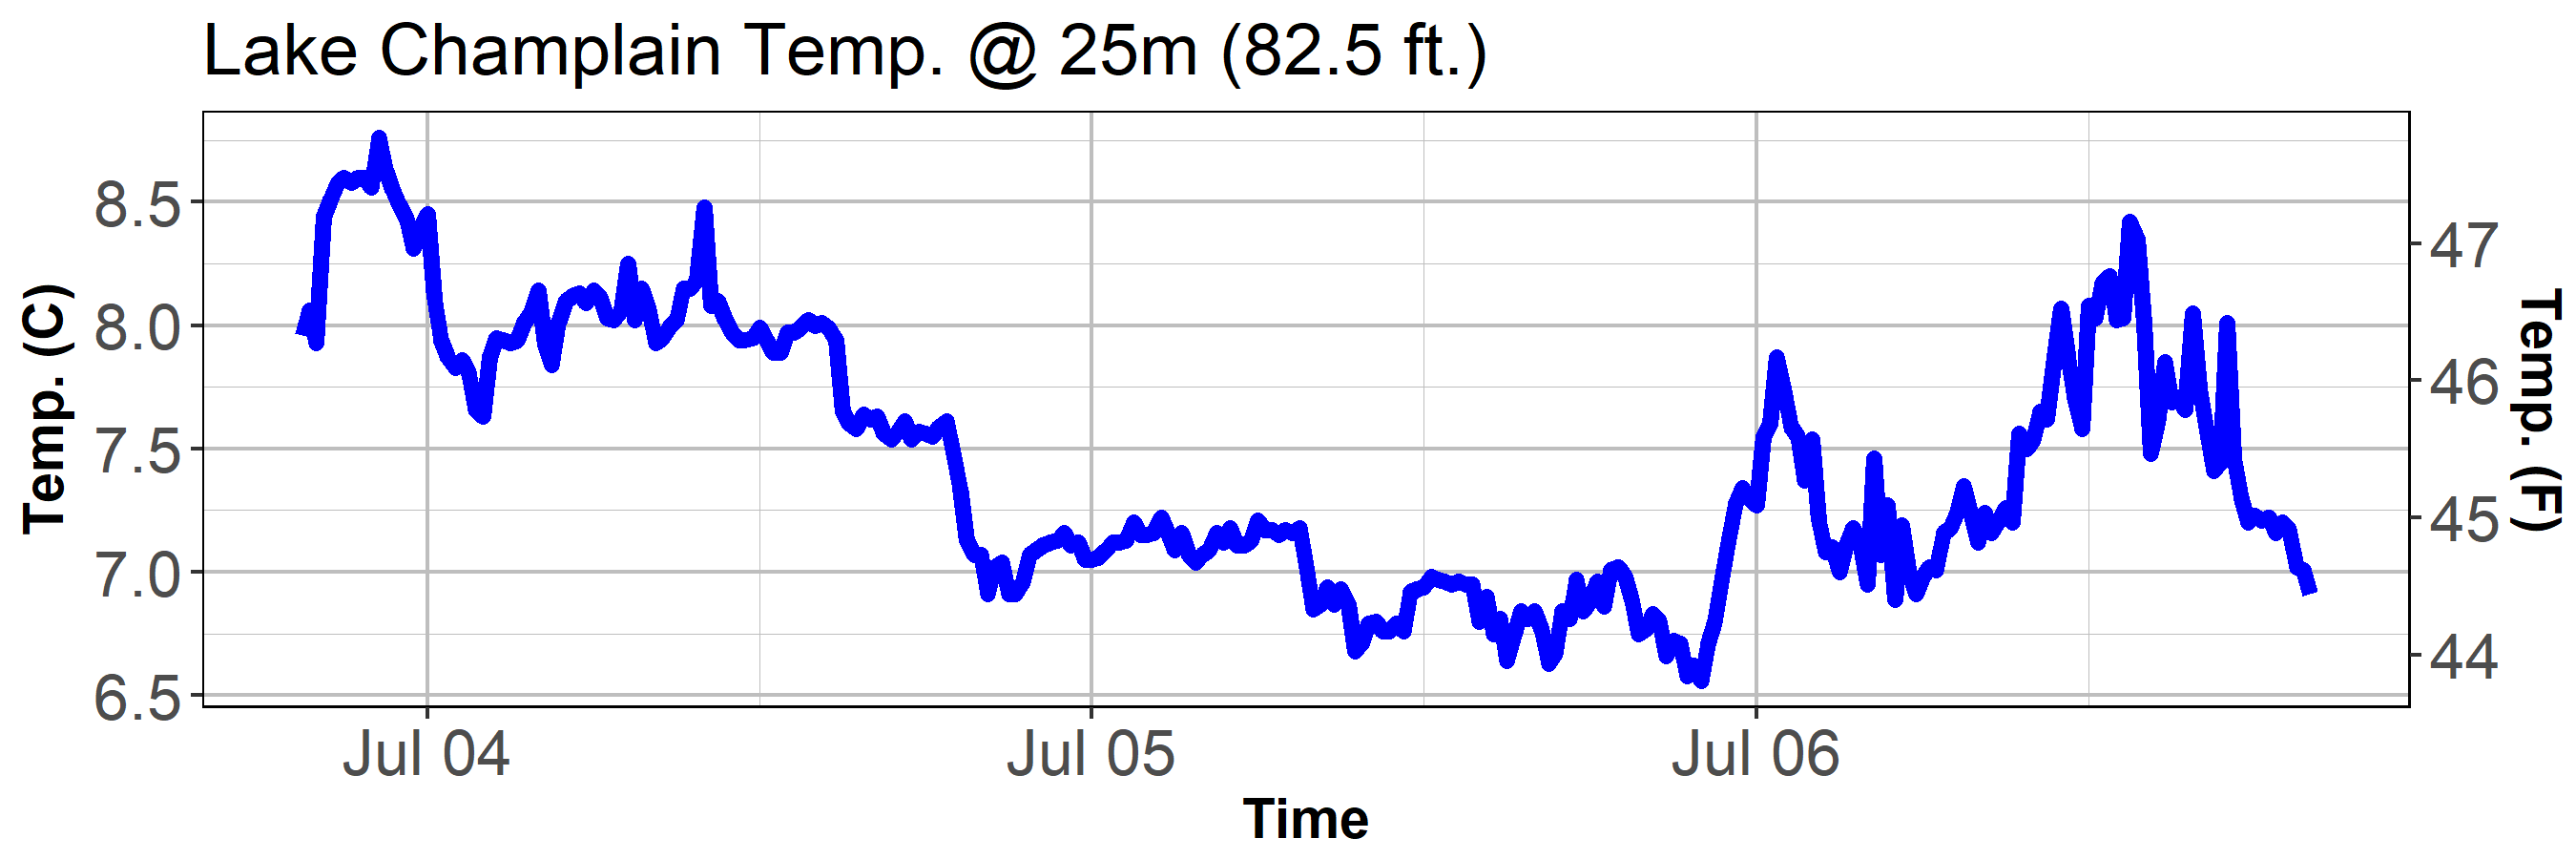 Lake Champlain Temp. @ 25m (82.5 ft.)
Temp. (C)
8.5
8.0
7.5
7.0
6.5
47
46
45
44
Temp. (F)
Jul 04
Jul 05
Jul 06
Time